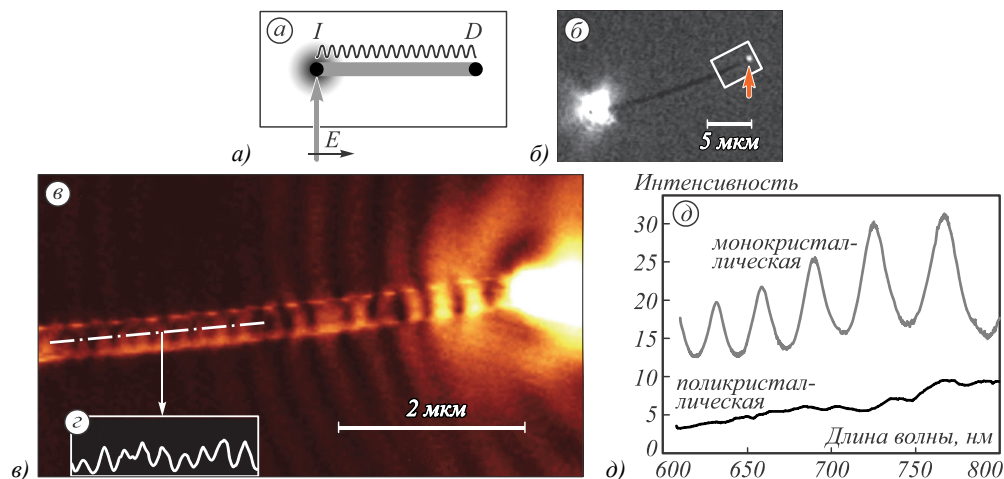 а
I
D
E
а)
б
5 мкм
б)
в
2 мкм
г
в)
Интенсивность
д
30
25
20
15
10
5
0
монокристал-
лическая
поликристал-
лическая
Длина волны, нм
600
650
700
750
800
д)